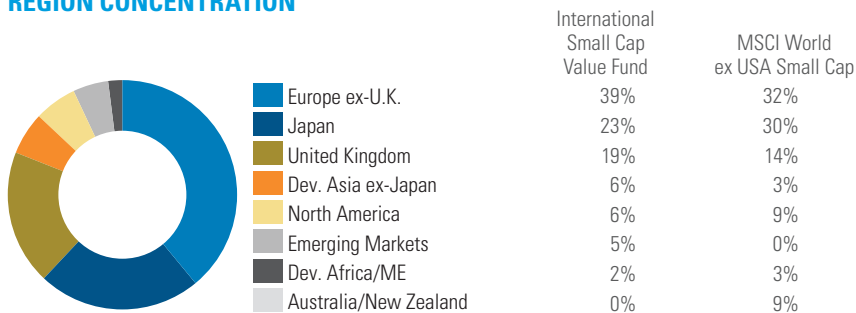 REGION CONCENTRATION
International
Small Cap
Value Fund
MSCI World
ex USA Small Cap
Europe ex-U.K. 39% 32%
Japan 23% 30%
United Kingdom 19% 14%
Dev. Asia ex-Japan 6% 3%
North America 6% 9%
Emerging Markets 5% 0%
Dev. Africa/ME 2% 3%
Australia/New Zealand 0% 9%